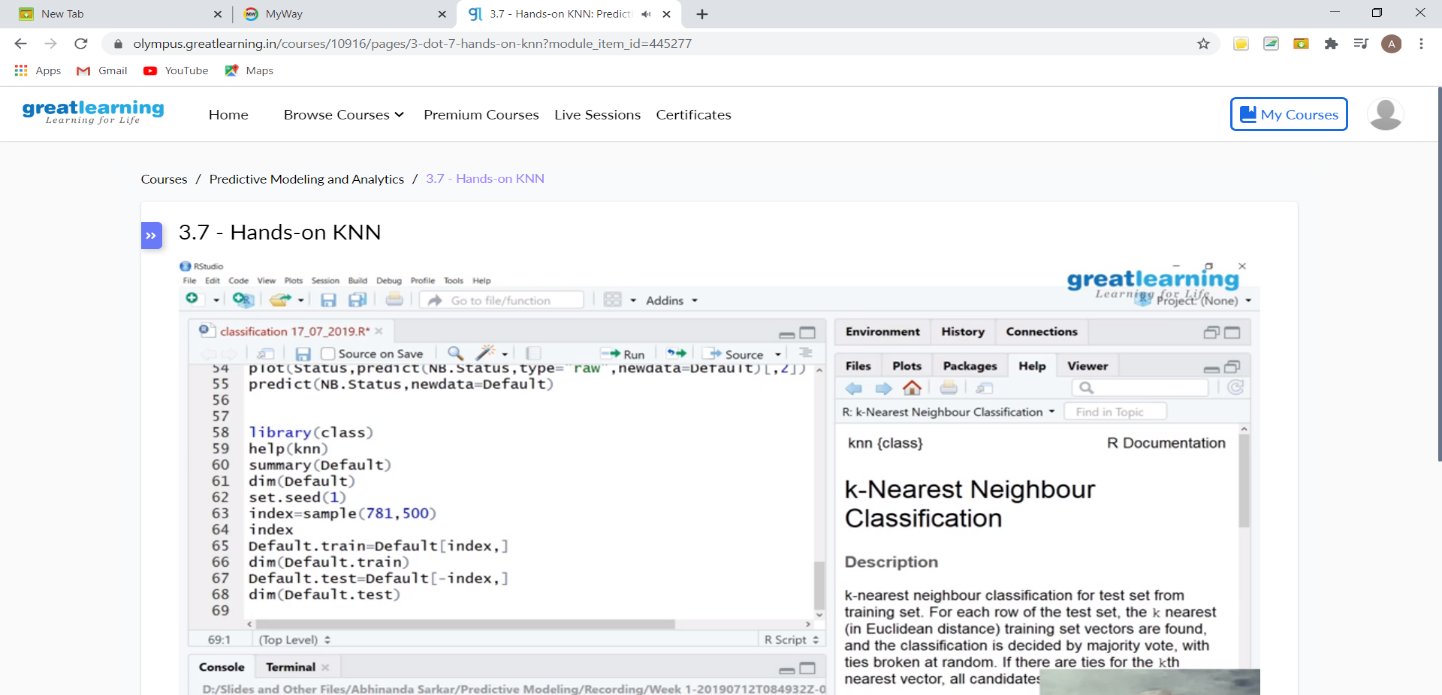 New Tab
MyWay
3.7 - Hands-on KNN: Predicti
olympus.greatlearning.in/courses/10916/pages/3-dot-7-hands-on-knn?module_item_id=445277
A
Apps Gmail YouTube Maps
greatlearning
Learning for Life
Home Browse Courses Premium Courses Live Sessions Certificates My Courses
Courses / Predictive Modeling and Analytics / 3.7 - Hands-on KNN
3.7 - Hands-on KNN
RStudio
File Edit Code View Plots Session Build Debug Profile Tools Help
greatlearning
Learning for Life
Go to file/function Addins Project: (None)
classification 17_07_2019.R*
Source on Save Run Source
54 plot(Status,predict(NB.Status,type="raw",newdata=Default)[,2])
55 predict(NB.Status,newdata=Default)
56
57
58 library(class)
59 help(knn)
60 summary(Default)
61 dim(Default)
62 set.seed(1)
63 index=sample(781,500)
64 index
65 Default.train=Default[index,]
66 dim(Default.train)
67 Default.test=Default[-index,]
68 dim(Default.test)
69
69:1 (Top Level) R Script
Console Terminal
D:/Slides and Other Files/Abhinanda Sarkar/Predictive Modeling/Recording/Week 1-20190712T084932Z-0
Environment History Connections
Files Plots Packages Help Viewer
R: k-Nearest Neighbour Classification Find in Topic
knn {class} R Documentation
k-Nearest Neighbour
Classification
Description
k-nearest neighbour classification for test set from
training set. For each row of the test set, the k nearest
(in Euclidean distance) training set vectors are found,
and the classification is decided by majority vote, with
ties broken at random. If there are ties for the kth
nearest vector, all candidates